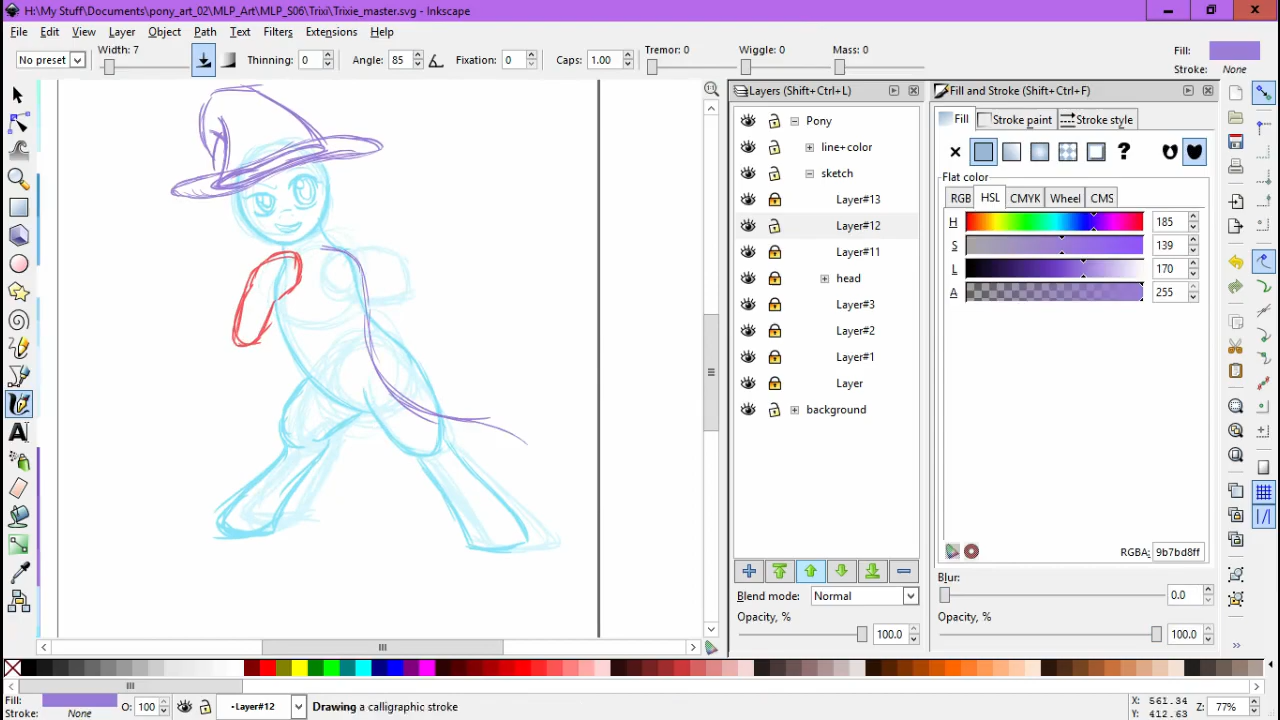 H:\My Stuff\Documents\pony_art_02\MLP_Art\MLP_S06\Trixi\Trixie_master.svg - Inkscape
File Edit View Layer Object Path Text Filters Extensions Help
No preset Width: 7 Thinning: 0 Angle: 85 Fixation: 0 Caps: 1.00 Tremor: 0 Wiggle: 0 Mass: 0 Fill:
Stroke: None
Layers (Shift+Ctrl+L) Fill and Stroke (Shift+Ctrl+F)
Pony
line+color
sketch
Layer#13
Layer#12
Layer#11
head
Layer#3
Layer#2
Layer#1
Layer
background
Blend mode: Normal
Opacity, % 100.0
Fill Stroke paint Stroke style
Flat color
RGB HSL CMYK Wheel CMS
H 185
S 139
L 170
A 255
RGBA: 9b7bd8ff
Blur:
0.0
Opacity, %
100.0
Fill:
Stroke: None O: 100 •Layer#12 Drawing a calligraphic stroke X: 561.34
Y: 412.63 Z: 77%